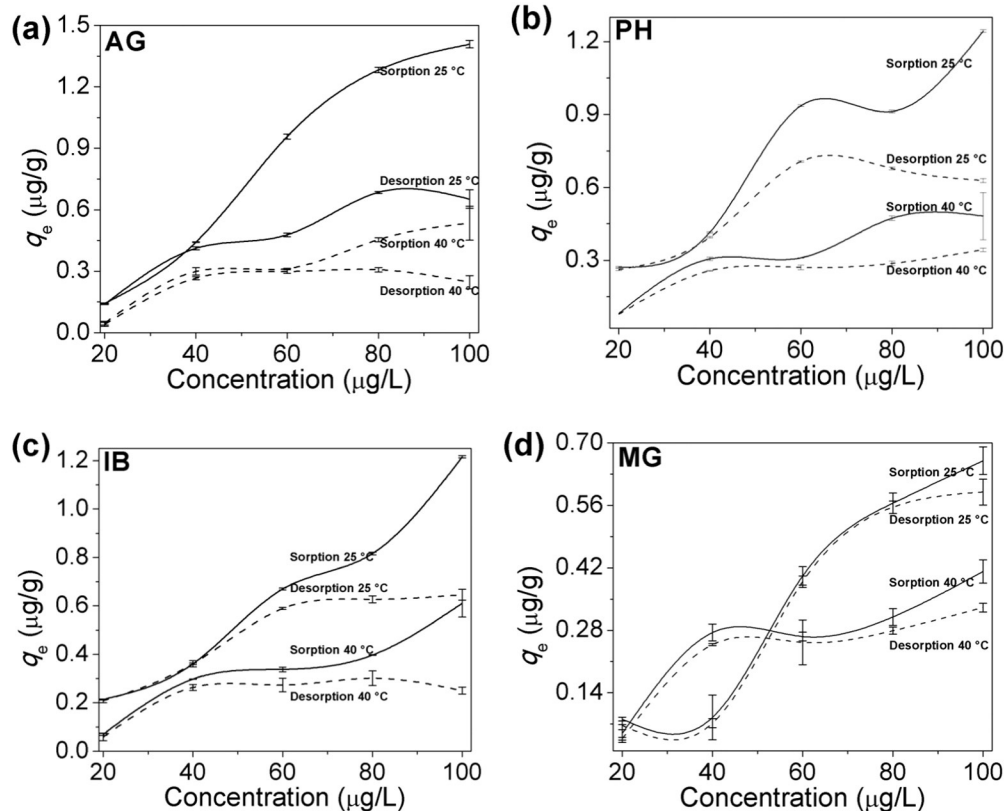 (a)
AG
1.5
1.2
0.9
0.6
0.3
0.0
qe (µg/g)
Sorption 25 °C
Desorption 25 °C
Sorption 40 °C
Desorption 40 °C
20 40 60 80 100
Concentration (µg/L)
(b)
PH
1.2
0.9
0.6
0.3
qe (µg/g)
Sorption 25 °C
Desorption 25 °C
Sorption 40 °C
Desorption 40 °C
20 40 60 80 100
Concentration (µg/L)
(c)
IB
1.2
1.0
0.8
0.6
0.4
0.2
0.0
qe (µg/g)
Sorption 25 °C
Desorption 25 °C
Sorption 40 °C
Desorption 40 °C
20 40 60 80 100
Concentration (µg/L)
(d)
MG
0.70
0.56
0.42
0.28
0.14
qe (µg/g)
Sorption 25 °C
Desorption 25 °C
Sorption 40 °C
Desorption 40 °C
20 40 60 80 100
Concentration (µg/L)